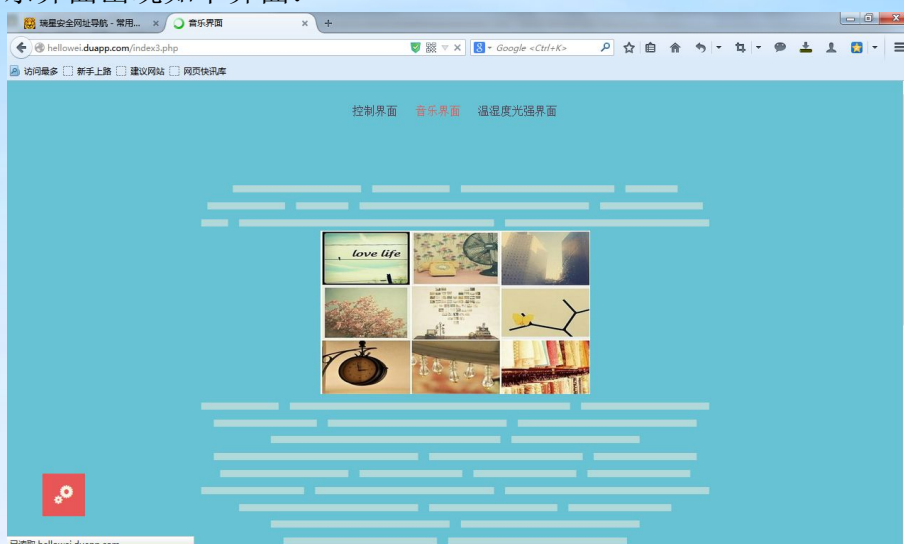 瑞星安全网址导航 - 常用... × 音乐界面 × +
hellowei.duapp.com/index3.php
8 Google <Ctrl+K>
访问最多 新手上路 建议网站 网页快讯库
控制界面 音乐界面 温湿度光强界面
love life